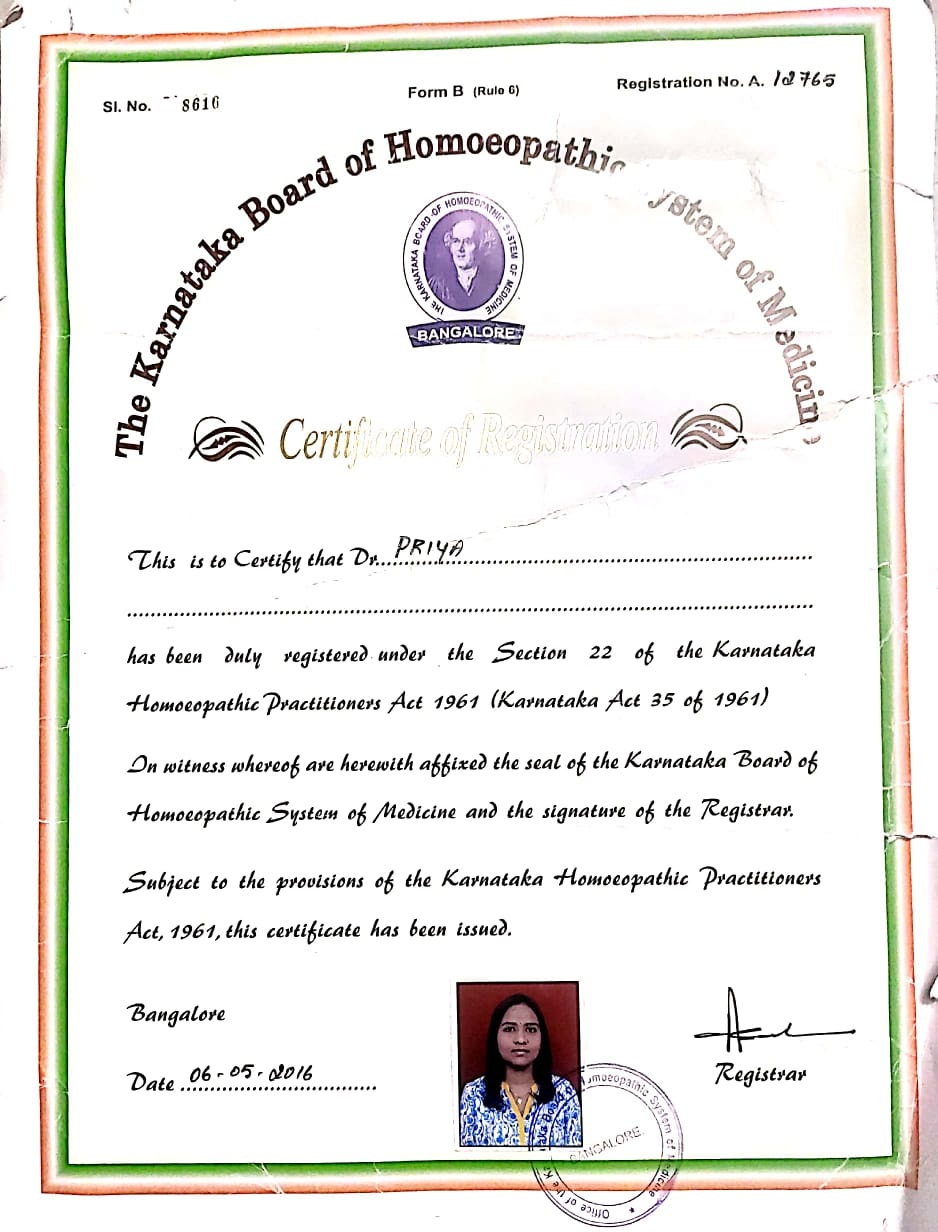 Sl. No. 8616
Form B (Rule 6)
Registration No. A. 12765
The Karnataka Board of Homoeopathic System of Medicine
THE KARNATAKA BOARD OF HOMOEOPATHIC SYSTEM OF MEDICINE
BANGALORE
Certificate of Registration
This is to Certify that Dr. PRIYA
has been duly registered under the Section 22 of the Karnataka
Homoeopathic Practitioners Act 1961 (Karnataka Act 35 of 1961)
In witness whereof are herewith affixed the seal of the Karnataka Board of
Homoeopathic System of Medicine and the signature of the Registrar.
Subject to the provisions of the Karnataka Homoeopathic Practitioners
Act, 1961, this certificate has been issued.
Bangalore
Date 06-05-2016
Registrar
Office of the Karnataka Board of Homoeopathic System of Medicine
BANGALORE